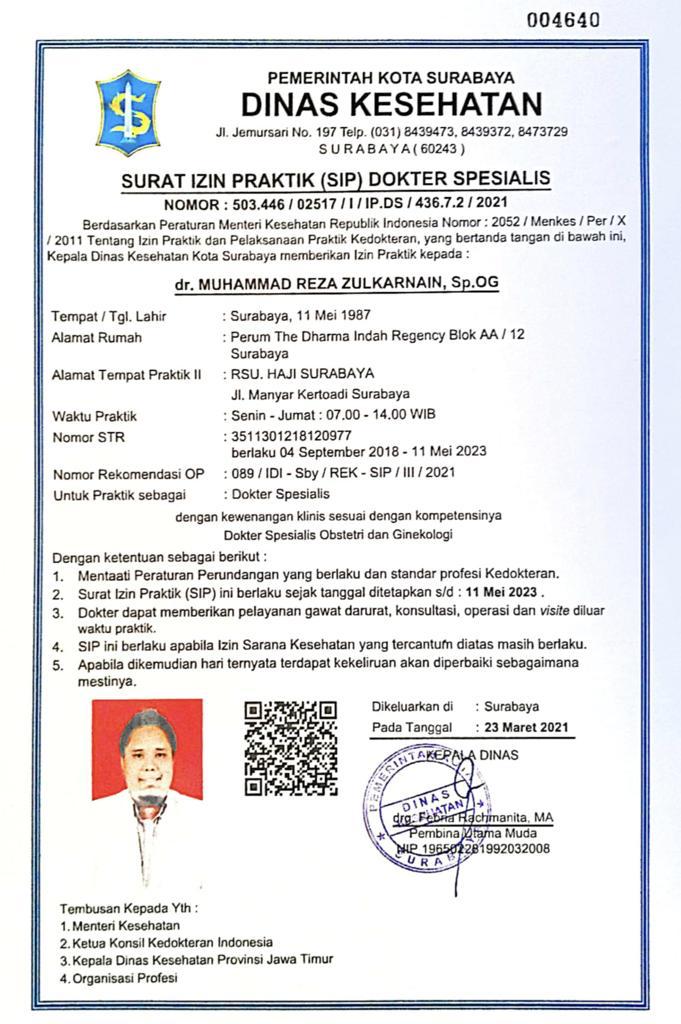 004640
PEMERINTAH KOTA SURABAYA
DINAS KESEHATAN
Jl. Jemursari No. 197 Telp. (031) 8439473, 8439372, 8473729
S U R A B A Y A ( 60243 )
SURAT IZIN PRAKTIK (SIP) DOKTER SPESIALIS
NOMOR : 503.446 / 02517 / I / IP.DS / 436.7.2 / 2021
Berdasarkan Peraturan Menteri Kesehatan Republik Indonesia Nomor : 2052 / Menkes / Per / X
/ 2011 Tentang Izin Praktik dan Pelaksanaan Praktik Kedokteran, yang bertanda tangan di bawah ini,
Kepala Dinas Kesehatan Kota Surabaya memberikan Izin Praktik kepada :
dr. MUHAMMAD REZA ZULKARNAIN, Sp.OG
Tempat / Tgl. Lahir : Surabaya, 11 Mei 1987
Alamat Rumah : Perum The Dharma Indah Regency Blok AA / 12
Surabaya
Alamat Tempat Praktik II : RSU. HAJI SURABAYA
Jl. Manyar Kertoadi Surabaya
Waktu Praktik : Senin - Jumat : 07.00 - 14.00 WIB
Nomor STR : 3511301218120977
berlaku 04 September 2018 - 11 Mei 2023
Nomor Rekomendasi OP : 089 / IDI - Sby / REK - SIP / III / 2021
Untuk Praktik sebagai : Dokter Spesialis
dengan kewenangan klinis sesuai dengan kompetensinya
Dokter Spesialis Obstetri dan Ginekologi
Dengan ketentuan sebagai berikut :
1. Mentaati Peraturan Perundangan yang berlaku dan standar profesi Kedokteran.
2. Surat Izin Praktik (SIP) ini berlaku sejak tanggal ditetapkan s/d : 11 Mei 2023 .
3. Dokter dapat memberikan pelayanan gawat darurat, konsultasi, operasi dan visite diluar
waktu praktik.
4. SIP ini berlaku apabila Izin Sarana Kesehatan yang tercantum diatas masih berlaku.
5. Apabila dikemudian hari ternyata terdapat kekeliruan akan diperbaiki sebagaimana
mestinya.
Dikeluarkan di : Surabaya
Pada Tanggal : 23 Maret 2021
KEPALA DINAS
PEMERINTAH KOTA
DINAS
KESEHATAN
SURABAYA
drg. Febria Rachmanita, MA
Pembina Utama Muda
NIP 196502281992032008
Tembusan Kepada Yth :
1. Menteri Kesehatan
2. Ketua Konsil Kedokteran Indonesia
3. Kepala Dinas Kesehatan Provinsi Jawa Timur
4. Organisasi Profesi